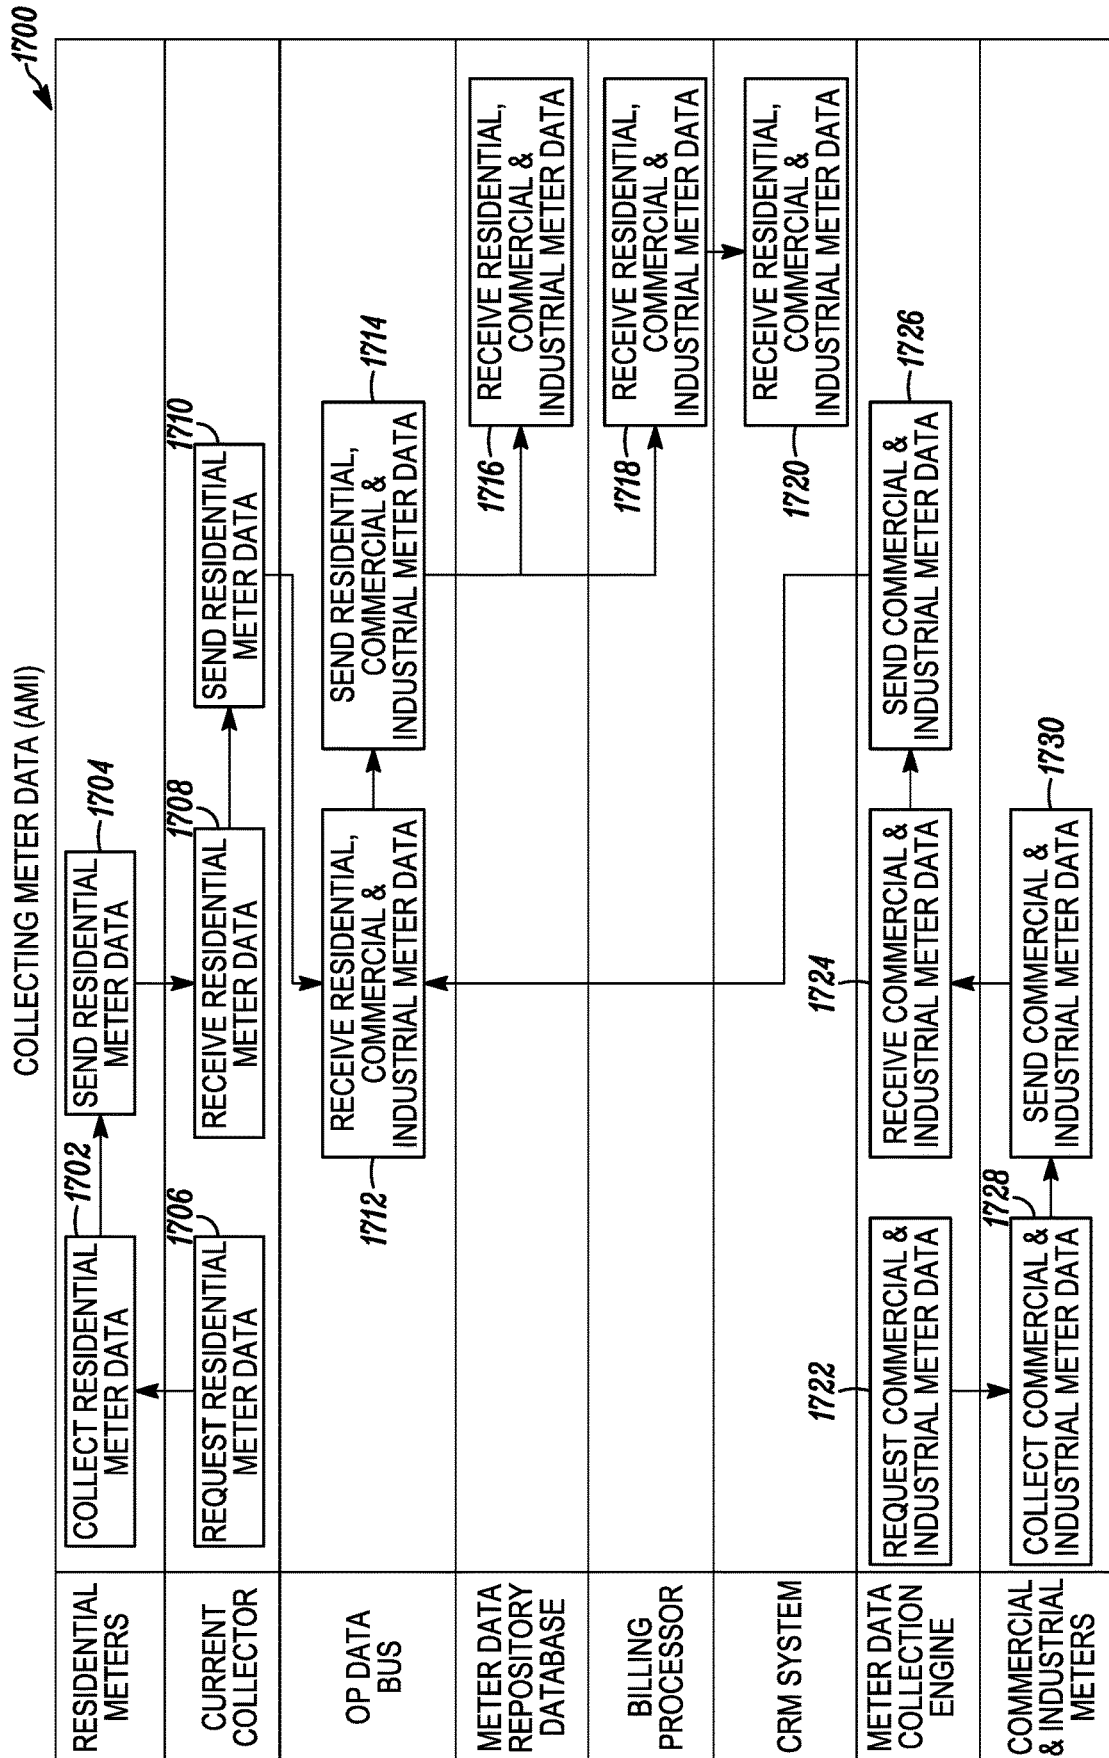 1700
COLLECTING METER DATA (AMI)
RESIDENTIAL
METERS
COLLECT RESIDENTIAL
METER DATA
1702
SEND RESIDENTIAL
METER DATA
1704
CURRENT
COLLECTOR
REQUEST RESIDENTIAL
METER DATA
1706
RECEIVE RESIDENTIAL
METER DATA
1708
SEND RESIDENTIAL
METER DATA
1710
OP DATA
BUS
RECEIVE RESIDENTIAL,
COMMERCIAL &
INDUSTRIAL METER DATA
1712
SEND RESIDENTIAL,
COMMERCIAL &
INDUSTRIAL METER DATA
1714
METER DATA
REPOSITORY
DATABASE
RECEIVE RESIDENTIAL,
COMMERCIAL &
INDUSTRIAL METER DATA
1716
BILLING
PROCESSOR
RECEIVE RESIDENTIAL,
COMMERCIAL &
INDUSTRIAL METER DATA
1718
CRM SYSTEM
RECEIVE RESIDENTIAL,
COMMERCIAL &
INDUSTRIAL METER DATA
1720
METER DATA
COLLECTION
ENGINE
1722
REQUEST COMMERCIAL &
INDUSTRIAL METER DATA
1724
RECEIVE COMMERCIAL &
INDUSTRIAL METER DATA
SEND COMMERCIAL &
INDUSTRIAL METER DATA
1726
COMMERCIAL
& INDUSTRIAL
METERS
COLLECT COMMERCIAL &
INDUSTRIAL METER DATA
1728
SEND COMMERCIAL &
INDUSTRIAL METER DATA
1730